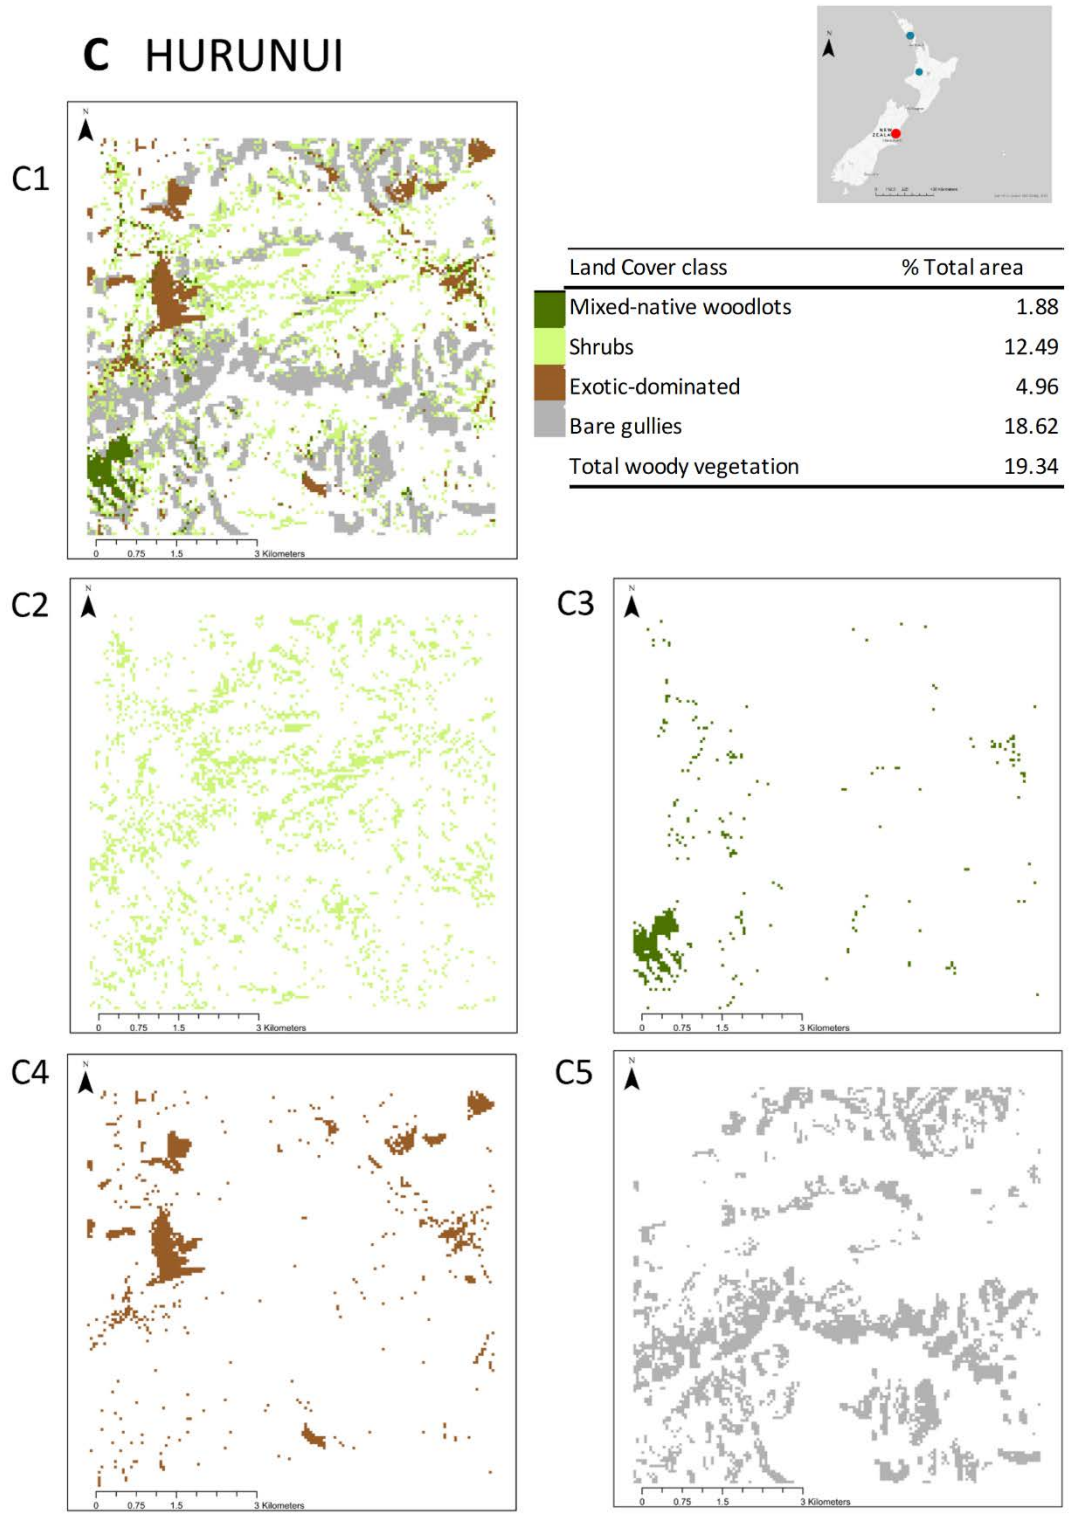 C HURUNUI
N
NEW
ZEALAN
N
C1
0 0.75 1.5 3 Kilometers
Land Cover class % Total area
Mixed-native woodlots 1.88
Shrubs 12.49
Exotic-dominated 4.96
Bare gullies 18.62
Total woody vegetation 19.34
C2
N
0 0.75 1.5 3 Kilometers
C3
N
0 0.75 1.5 3 Kilometers
C4
N
0 0.75 1.5 3 Kilometers
C5
N
0 0.75 1.5 3 Kilometers